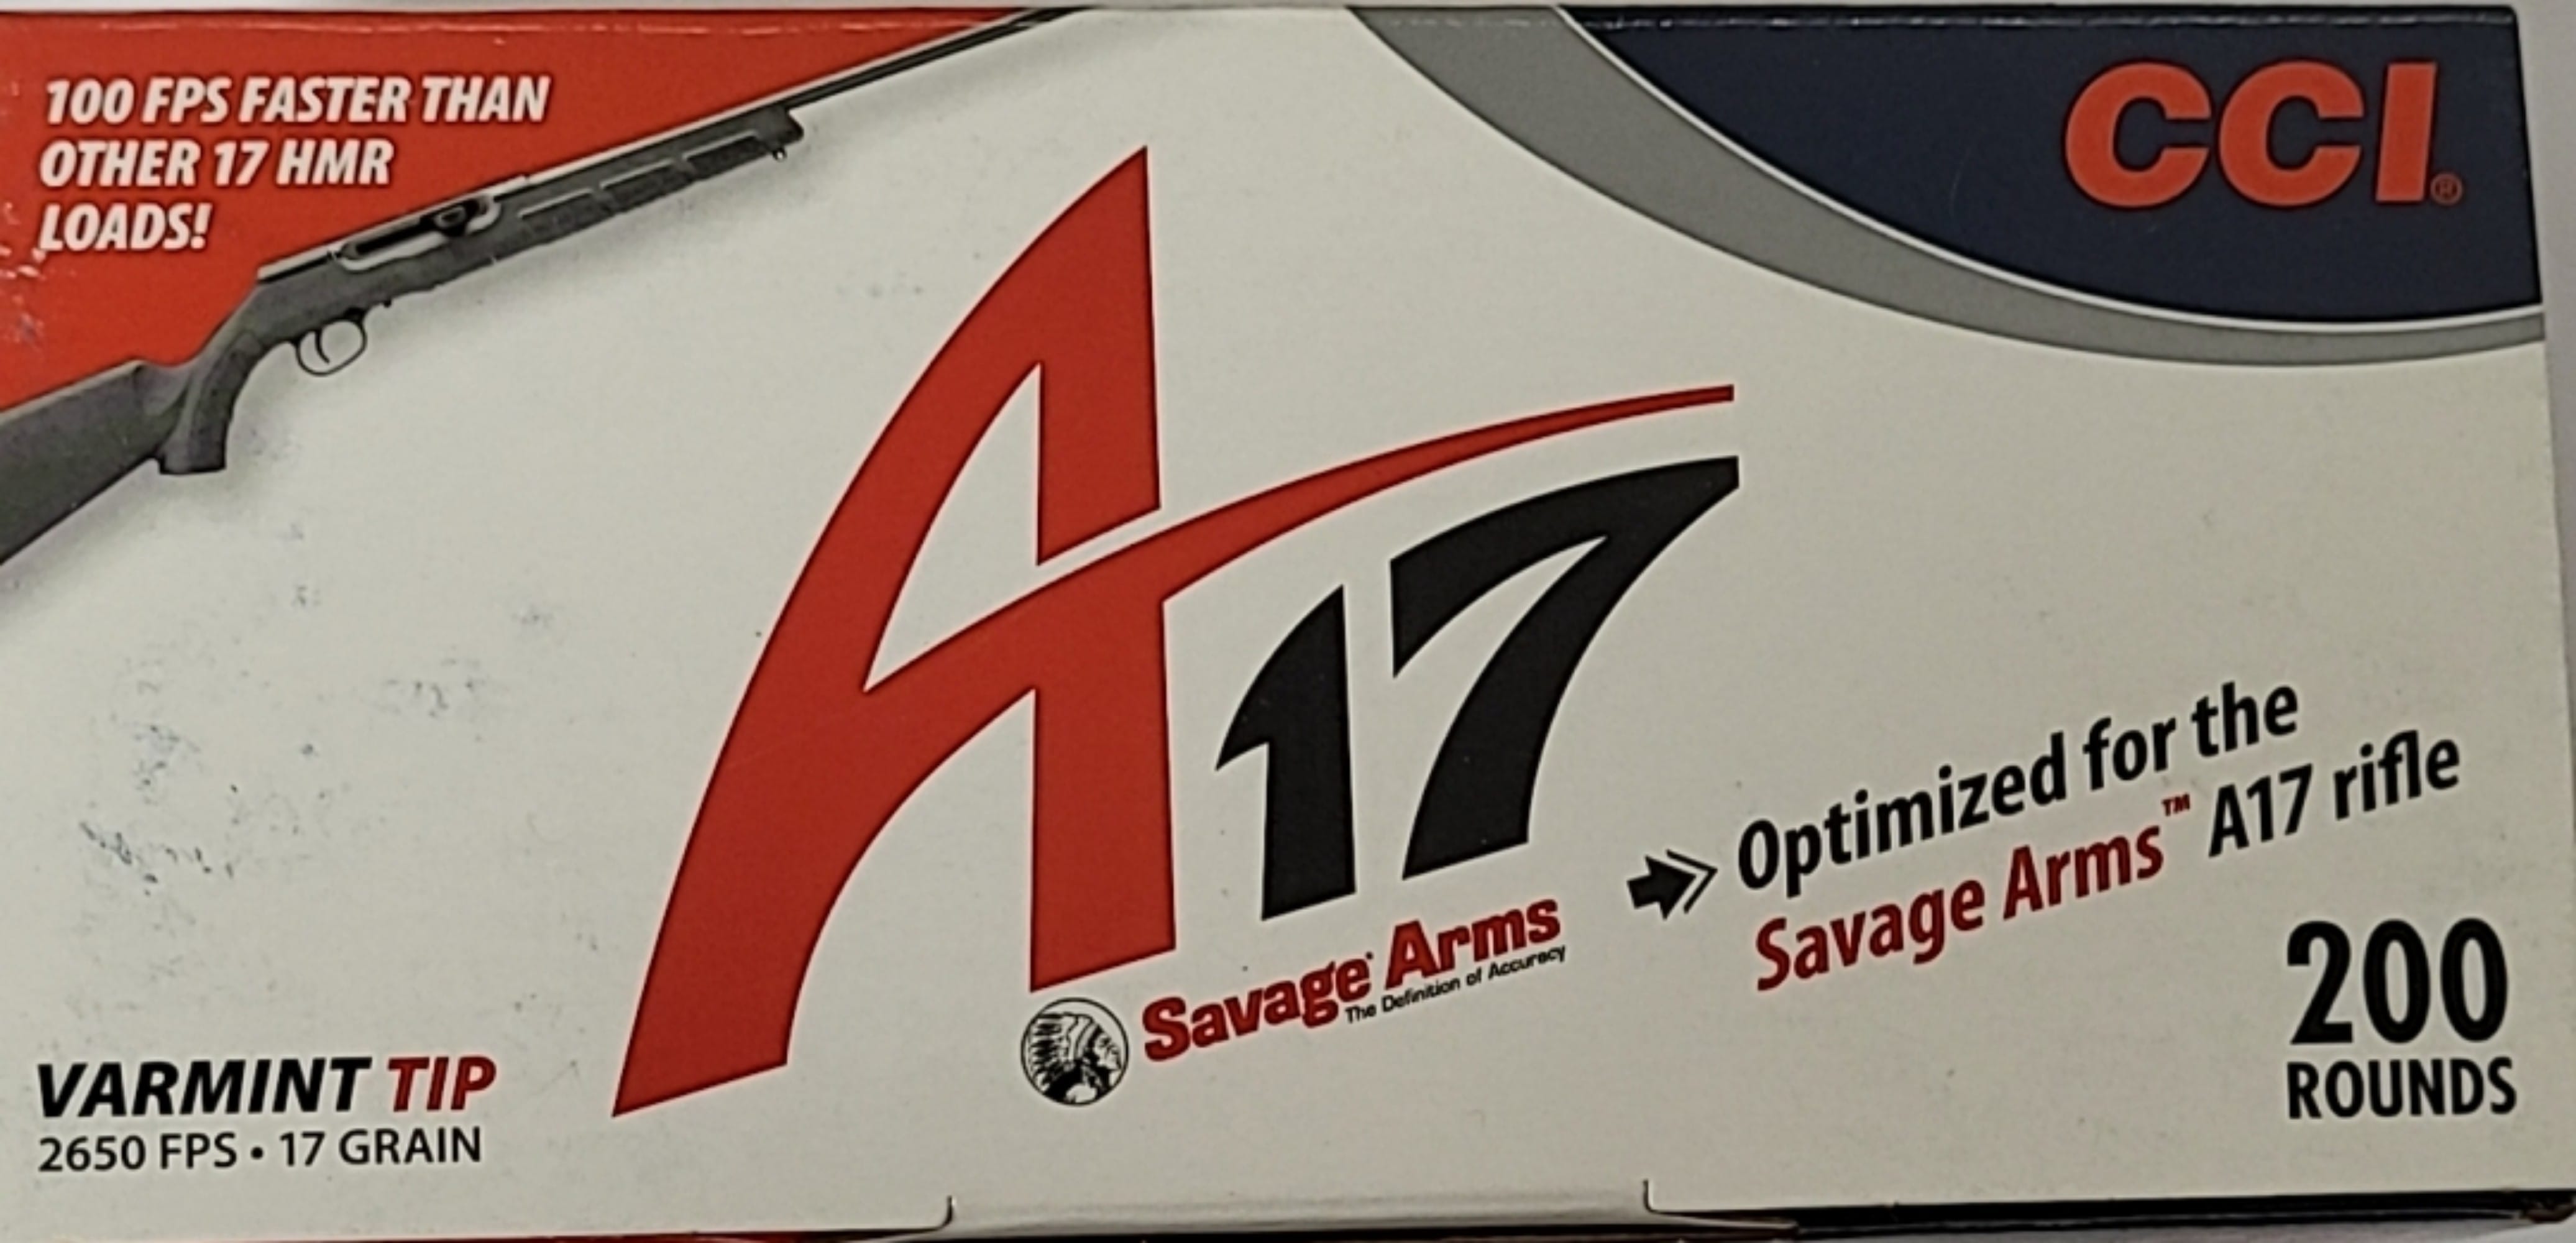 100 FPS FASTER THAN
OTHER 17 HMR
LOADS!
CCI®
A17
Savage Arms
The Definition of Accuracy
Optimized for the
Savage Arms™ A17 rifle
200
ROUNDS
VARMINT TIP
2650 FPS • 17 GRAIN